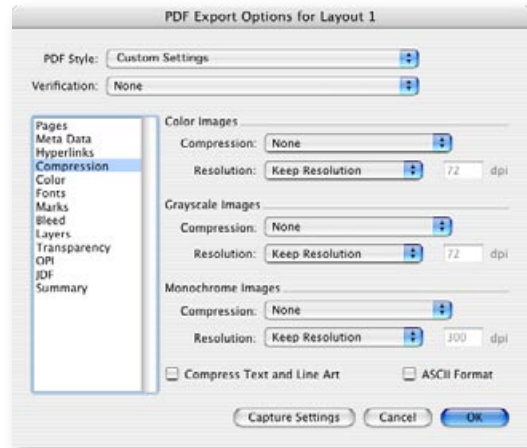 PDF Export Options for Layout 1
PDF Style: Custom Settings
Verification: None
Pages
Meta Data
Hyperlinks
Compression
Color
Fonts
Marks
Bleed
Layers
Transparency
OPI
JDF
Summary
Color Images
Compression: None
Resolution: Keep Resolution 72 dpi
Grayscale Images
Compression: None
Resolution: Keep Resolution 72 dpi
Monochrome Images
Compression: None
Resolution: Keep Resolution 300 dpi
Compress Text and Line Art ASCII Format
Capture Settings Cancel OK